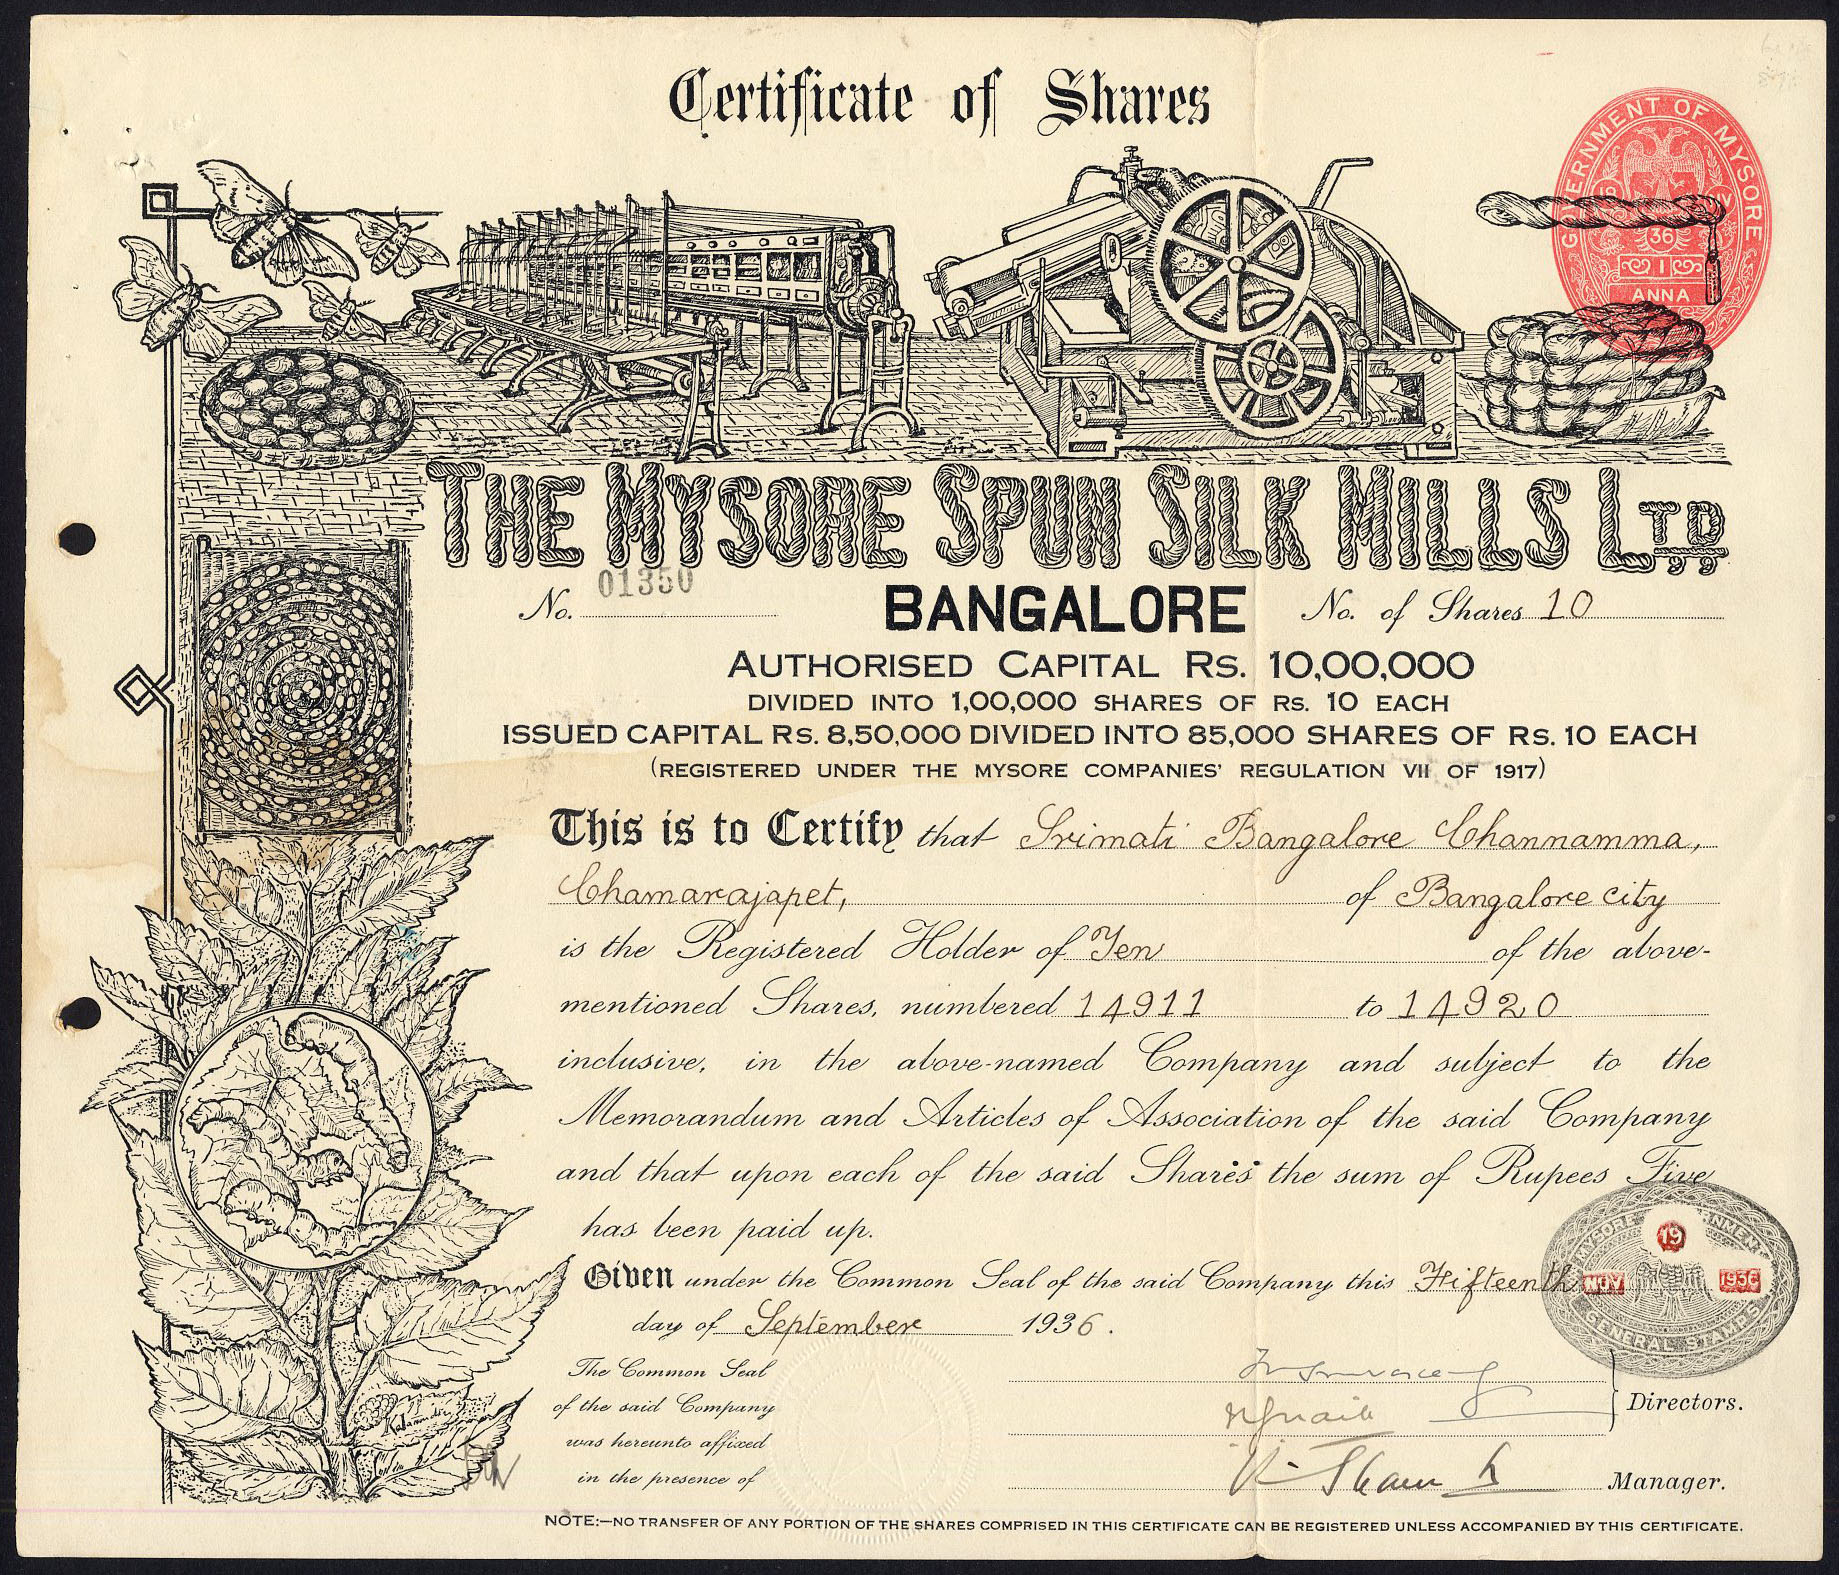 Certificate of Shares
GOVERNMENT OF MYSORE
19 IV
36
1
ANNA
THE MYSORE SPUN SILK MILLS LTD
No. 01350
BANGALORE
No. of Shares 10
AUTHORISED CAPITAL RS. 10,00,000
DIVIDED INTO 1,00,000 SHARES OF RS. 10 EACH
ISSUED CAPITAL RS. 8,50,000 DIVIDED INTO 85,000 SHARES OF RS. 10 EACH
(REGISTERED UNDER THE MYSORE COMPANIES' REGULATION VII OF 1917)
This is to Certify that Srimati Bangalore Channamma,
Chamarajapet, of Bangalore city
is the Registered Holder of Ten of the above-
mentioned Shares, numbered 14911 to 14920
inclusive, in the above-named Company and subject to the
Memorandum and Articles of Association of the said Company
and that upon each of the said Shares the sum of Rupees Five
has been paid up.
Given under the Common Seal of the said Company this Fifteenth
day of September 1936.
MYSORE GOVERNMENT
19
NOV 1936
GENERAL STAMPS
The Common Seal
of the said Company
was hereunto affixed
in the presence of
Directors.
Manager.
NOTE:—NO TRANSFER OF ANY PORTION OF THE SHARES COMPRISED IN THIS CERTIFICATE CAN BE REGISTERED UNLESS ACCOMPANIED BY THIS CERTIFICATE.